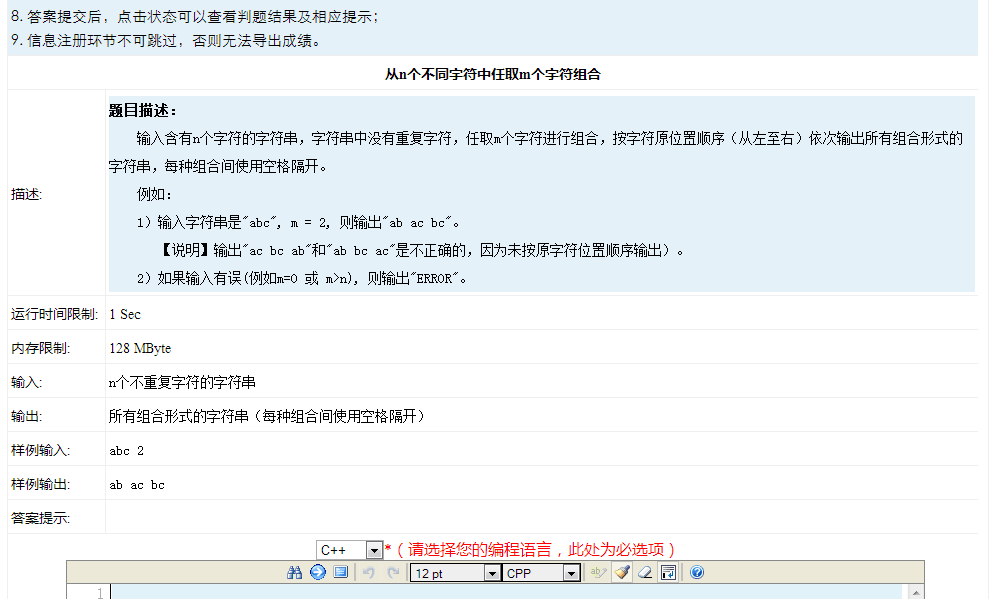 8. 答案提交后，点击状态可以查看判题结果及相应提示；
9. 信息注册环节不可跳过，否则无法导出成绩。
从n个不同字符中任取m个字符组合
描述:
题目描述：
输入含有n个字符的字符串，字符串中没有重复字符，任取m个字符进行组合，按字符原位置顺序（从左至右）依次输出所有组合形式的
字符串，每种组合间使用空格隔开。
例如：
1）输入字符串是"abc", m = 2, 则输出"ab ac bc"。
【说明】输出"ac bc ab"和"ab bc ac"是不正确的，因为未按原字符位置顺序输出）。
2）如果输入有误(例如m=0 或 m>n), 则输出"ERROR"。
运行时间限制: 1 Sec
内存限制: 128 MByte
输入: n个不重复字符的字符串
输出: 所有组合形式的字符串（每种组合间使用空格隔开）
样例输入: abc 2
样例输出: ab ac bc
答案提示:
C++ *（请选择您的编程语言，此处为必选项）
12 pt CPP ab
1